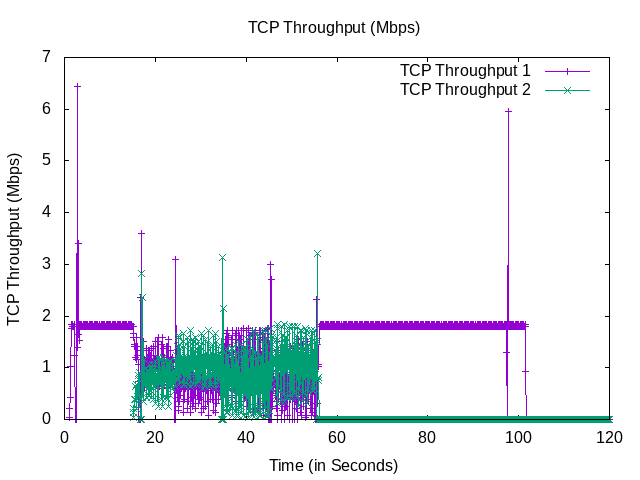 TCP Throughput (Mbps)
TCP Throughput 1
TCP Throughput 2
TCP Throughput (Mbps)
7
6
5
4
3
2
1
0
0 20 40 60 80 100 120
Time (in Seconds)